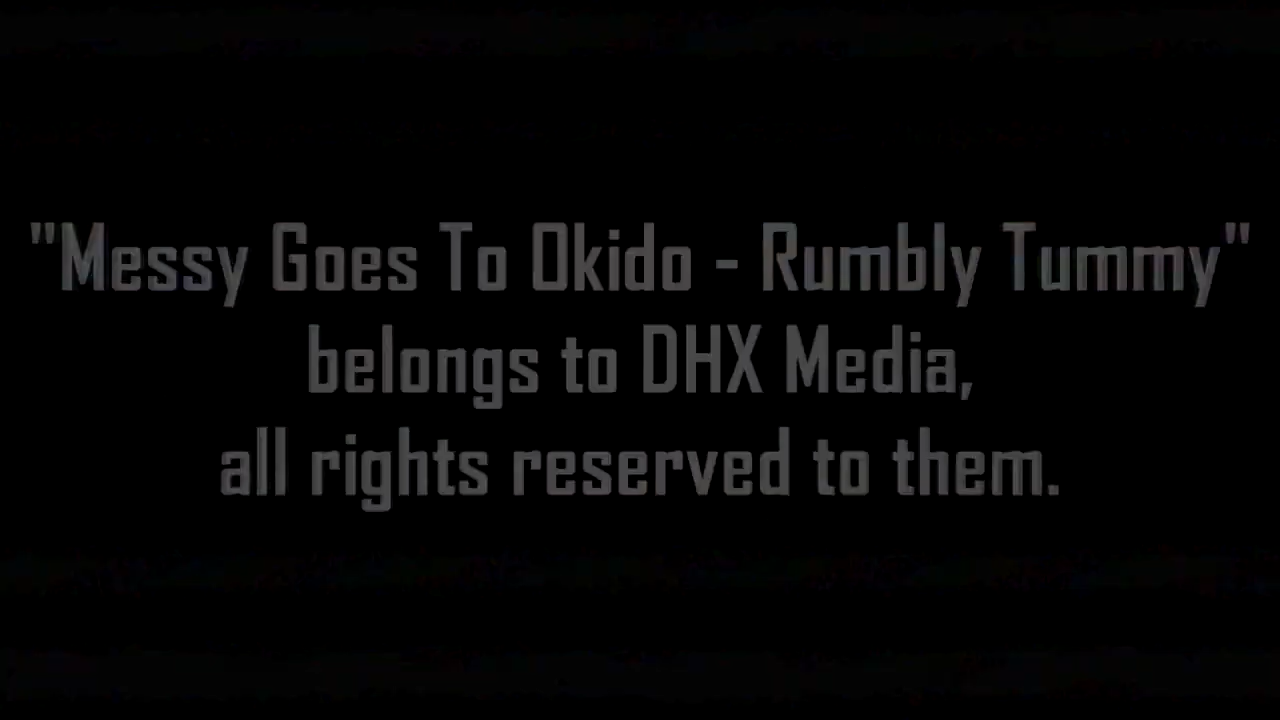 "Messy Goes To Okido - Rumbly Tummy"
belongs to DHX Media,
all rights reserved to them.